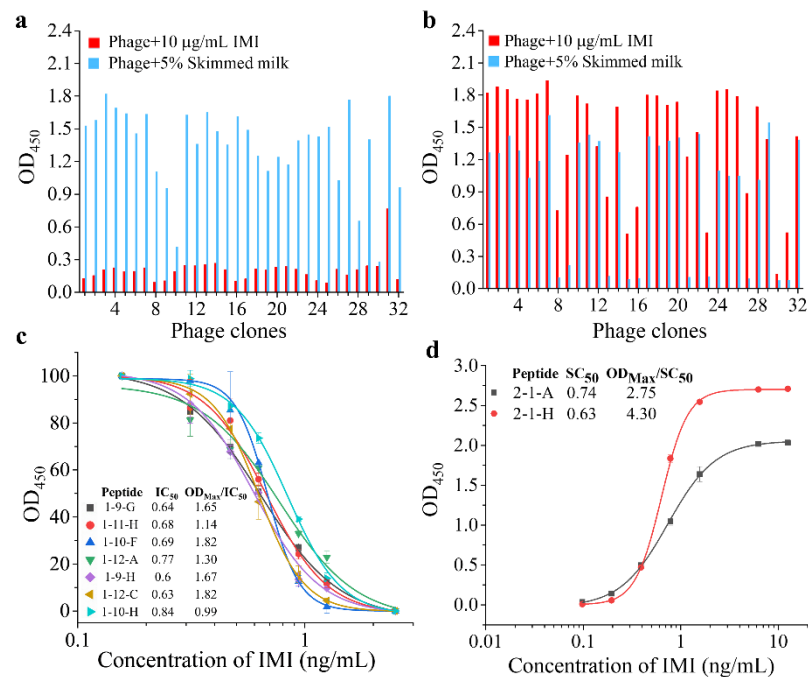 a
2.4
2.1
1.8
1.5
1.2
0.9
0.6
0.3
0.0
OD450
Phage+10 μg/mL IMI
Phage+5% Skimmed milk
4 8 12 16 20 24 28 32
Phage clones
b
2.4
2.1
1.8
1.5
1.2
0.9
0.6
0.3
0.0
OD450
Phage+10 μg/mL IMI
Phage+5% Skimmed milk
4 8 12 16 20 24 28 32
Phage clones
c
100
80
60
40
20
0
OD450
Peptide IC50 ODMax/IC50
1-9-G 0.64 1.65
1-11-H 0.68 1.14
1-10-F 0.69 1.82
1-12-A 0.77 1.30
1-9-H 0.6 1.67
1-12-C 0.63 1.82
1-10-H 0.84 0.99
0.1 1
Concentration of IMI (ng/mL)
d
3.0
2.5
2.0
1.5
1.0
0.5
0.0
OD450
Peptide SC50 ODMax/SC50
2-1-A 0.74 2.75
2-1-H 0.63 4.30
0.01 0.1 1 10
Concentration of IMI (ng/mL)